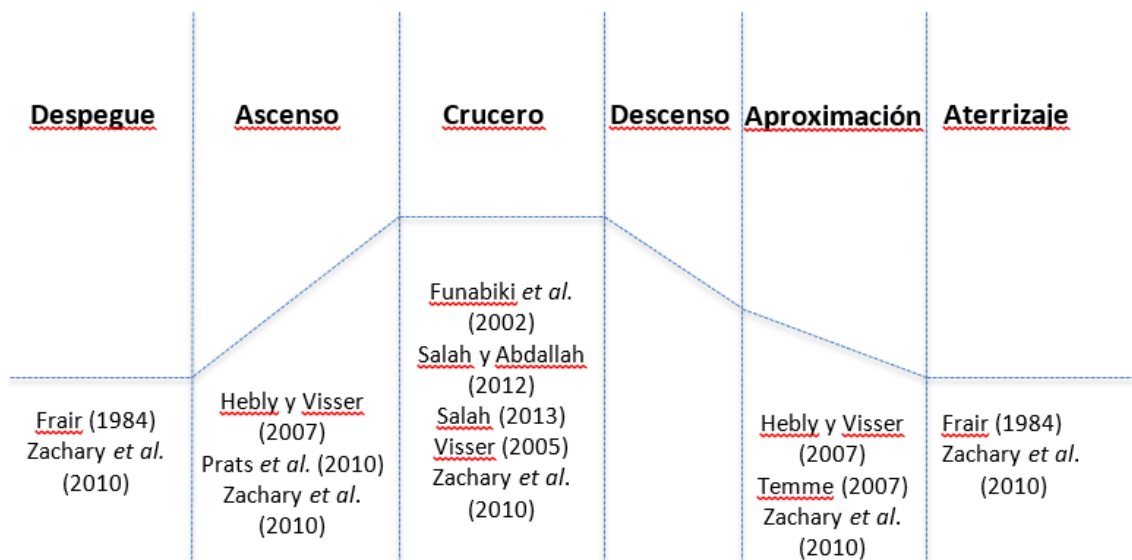 Despegue
Ascenso
Crucero
Descenso
Aproximación
Aterrizaje
Frair (1984)
Zachary et al.
(2010)
Hebly y Visser
(2007)
Prats et al. (2010)
Zachary et al.
(2010)
Funabiki et al.
(2002)
Salah y Abdallah
(2012)
Salah (2013)
Visser (2005)
Zachary et al.
(2010)
Hebly y Visser
(2007)
Temme (2007)
Zachary et al.
(2010)
Frair (1984)
Zachary et al.
(2010)